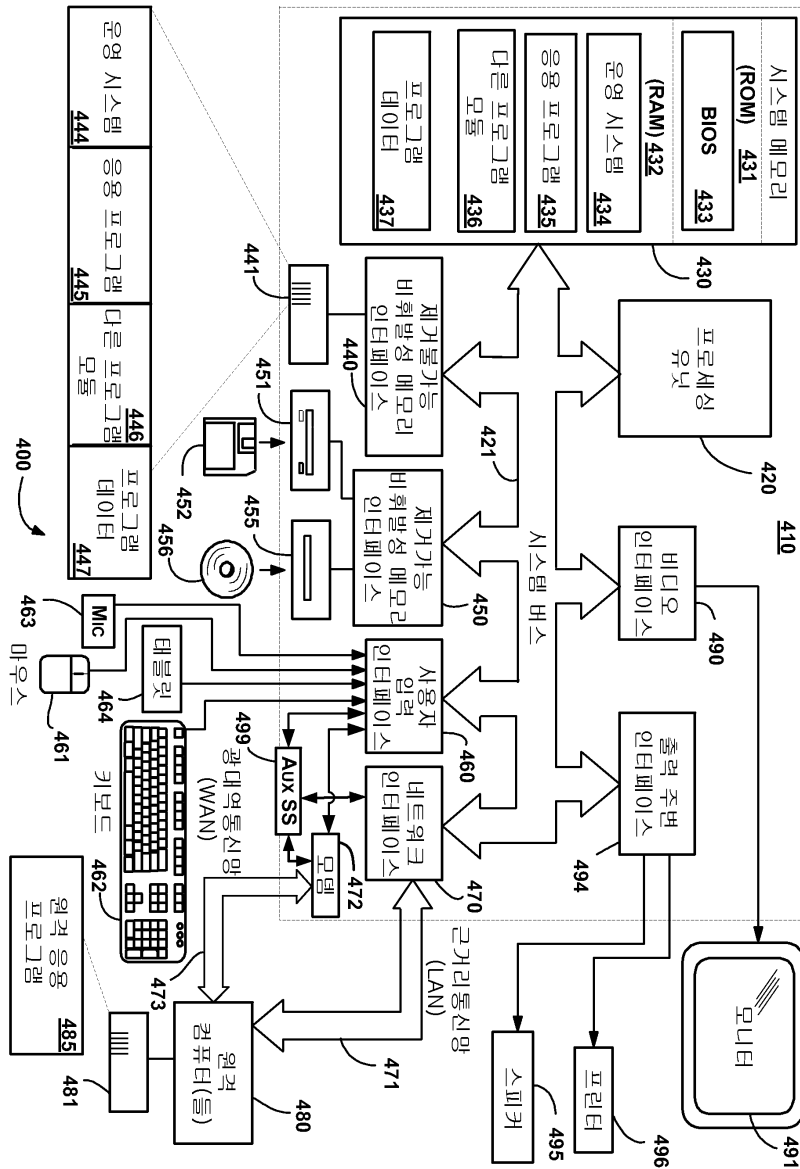 시스템 메모리
(ROM) 431
BIOS
433
(RAM) 432
운영 시스템
434
응용 프로그램
435
다른 프로그램
모듈
436
프로그램
데이터
437
430
프로세싱
유닛
420
410
비디오
인터페이스
490
출력 주변
인터페이스
494
모니터
491
프린터
496
스피커
495
시스템 버스
421
제거불가능
비휘발성 메모리
인터페이스
440
제거가능
비휘발성 메모리
인터페이스
450
사용자
입력
인터페이스
460
네트워크
인터페이스
470
근거리통신망
(LAN)
471
441
451
452
455
456
Aux SS
499
모뎀
472
광대역통신망
(WAN)
473
운영 시스템
444
응용 프로그램
445
다른 프로그램
모듈
446
프로그램
데이터
447
400
Mic
463
마우스
461
태블릿
464
키보드
462
원격
컴퓨터(들)
480
481
원격 응용
프로그램
485